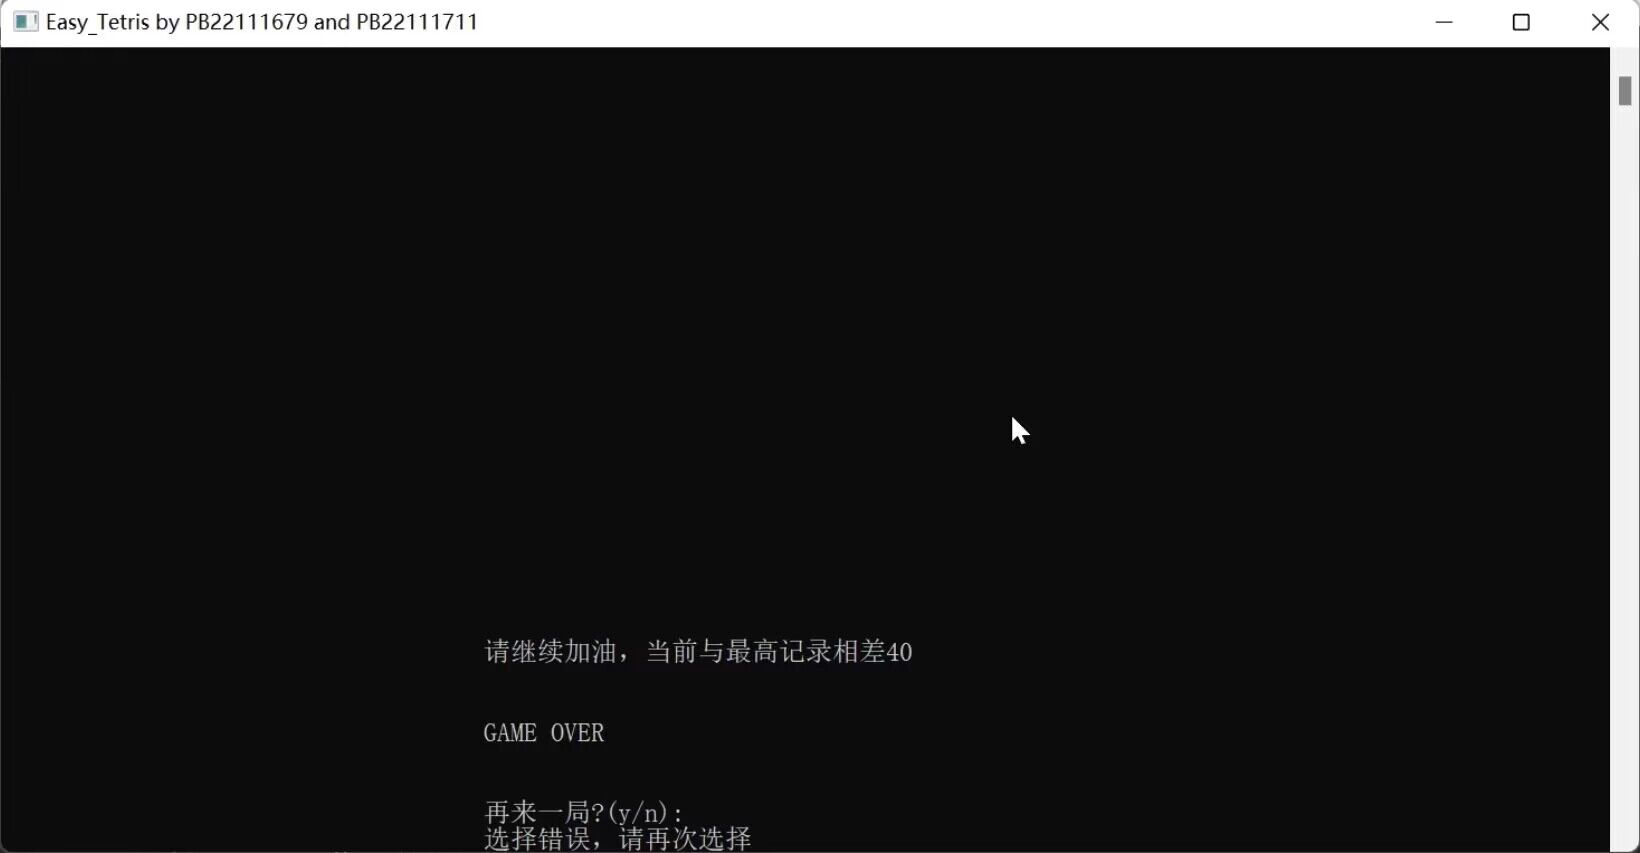 Easy_Tetris by PB22111679 and PB22111711
请继续加油，当前与最高记录相差40
GAME OVER
再来一局?(y/n):
选择错误，请再次选择